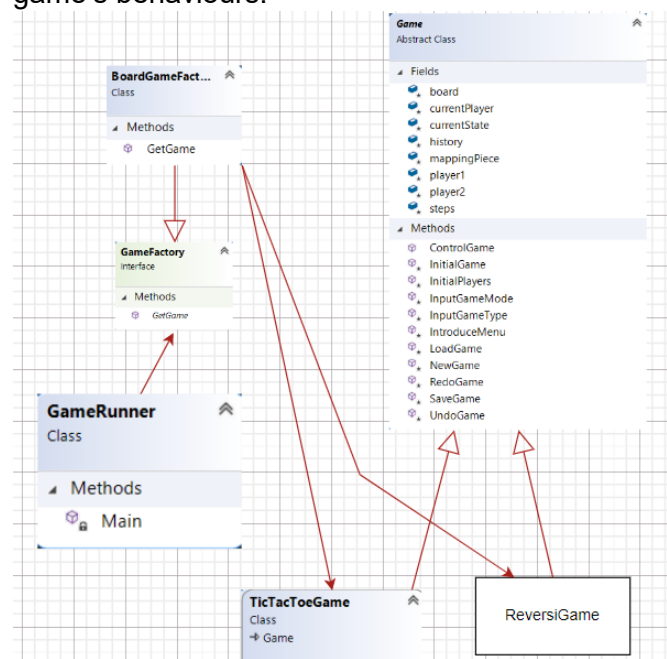 game's behaviours.
BoardGameFact...
Class
Methods
GetGame
GameFactory
Interface
Methods
GetGame
GameRunner
Class
Methods
Main
Game
Abstract Class
Fields
board
currentPlayer
currentState
history
mappingPiece
player1
player2
steps
Methods
ControlGame
InitialGame
InitialPlayers
InputGameMode
InputGameType
IntroduceMenu
LoadGame
NewGame
RedoGame
SaveGame
UndoGame
TicTacToeGame
Class
Game
ReversiGame